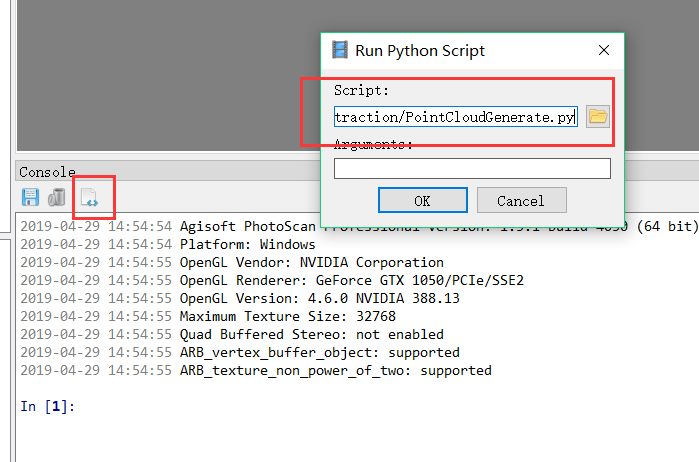 Run Python Script
Script:
traction/PointCloudGenerate.py
Arguments:
OK
Cancel
Console
2019-04-29 14:54:54 Agisoft PhotoScan Professional Version: 1.5.1 build 4050 (64 bit)
2019-04-29 14:54:54 Platform: Windows
2019-04-29 14:54:55 OpenGL Vendor: NVIDIA Corporation
2019-04-29 14:54:55 OpenGL Renderer: GeForce GTX 1050/PCIe/SSE2
2019-04-29 14:54:55 OpenGL Version: 4.6.0 NVIDIA 388.13
2019-04-29 14:54:55 Maximum Texture Size: 32768
2019-04-29 14:54:55 Quad Buffered Stereo: not enabled
2019-04-29 14:54:55 ARB_vertex_buffer_object: supported
2019-04-29 14:54:55 ARB_texture_non_power_of_two: supported
In [1]: